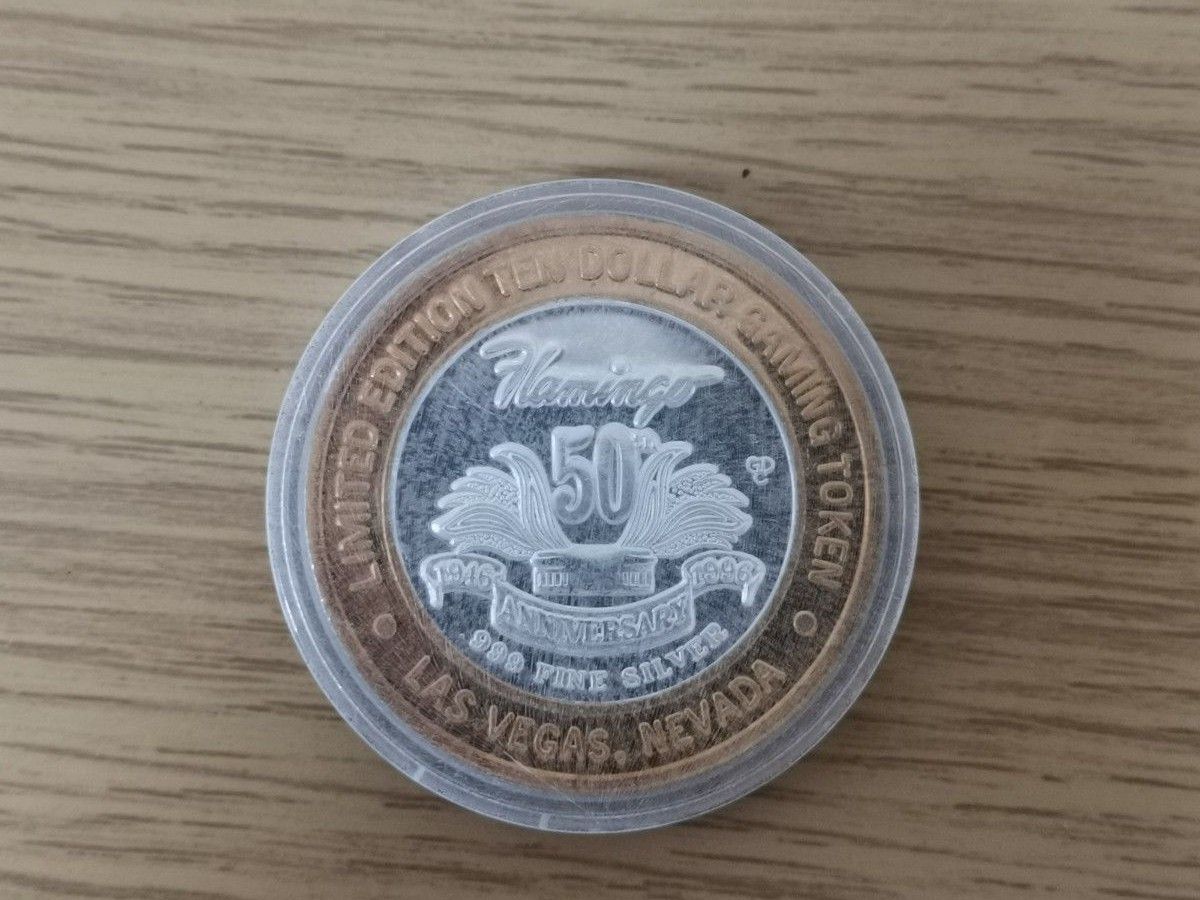 LIMITED EDITION TEN DOLLAR GAMING TOKEN
Flamingo
50TH
1946 1996
ANNIVERSARY
.999 FINE SILVER
LAS VEGAS, NEVADA